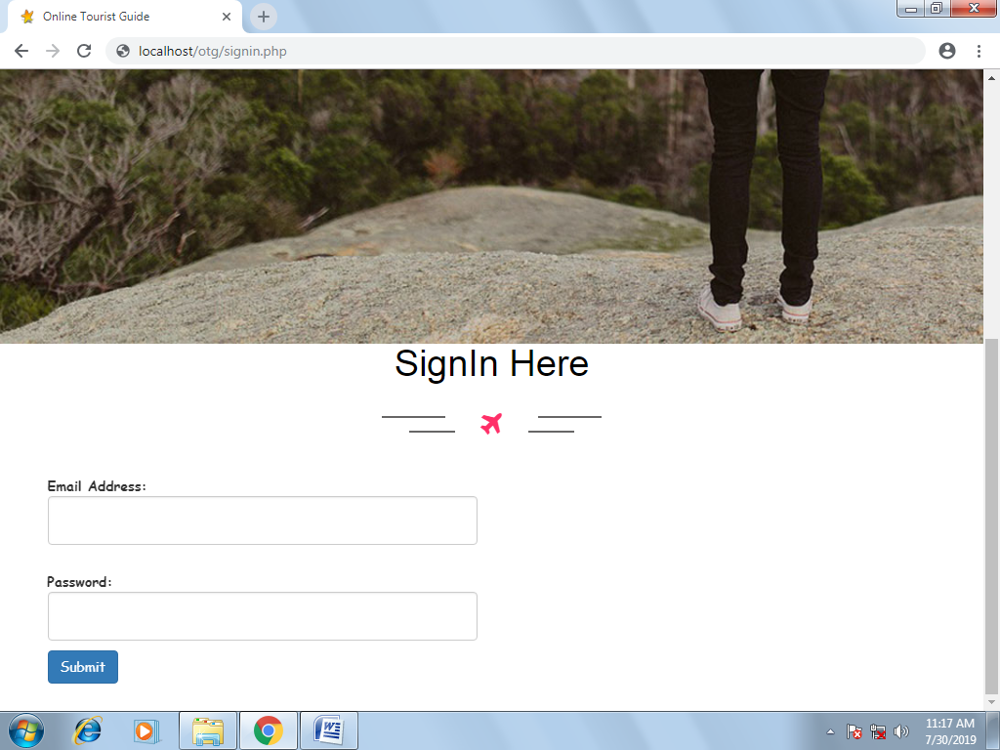 Online Tourist Guide
localhost/otg/signin.php
SignIn Here
Email Address:
Password:
Submit
11:17 AM
7/30/2019